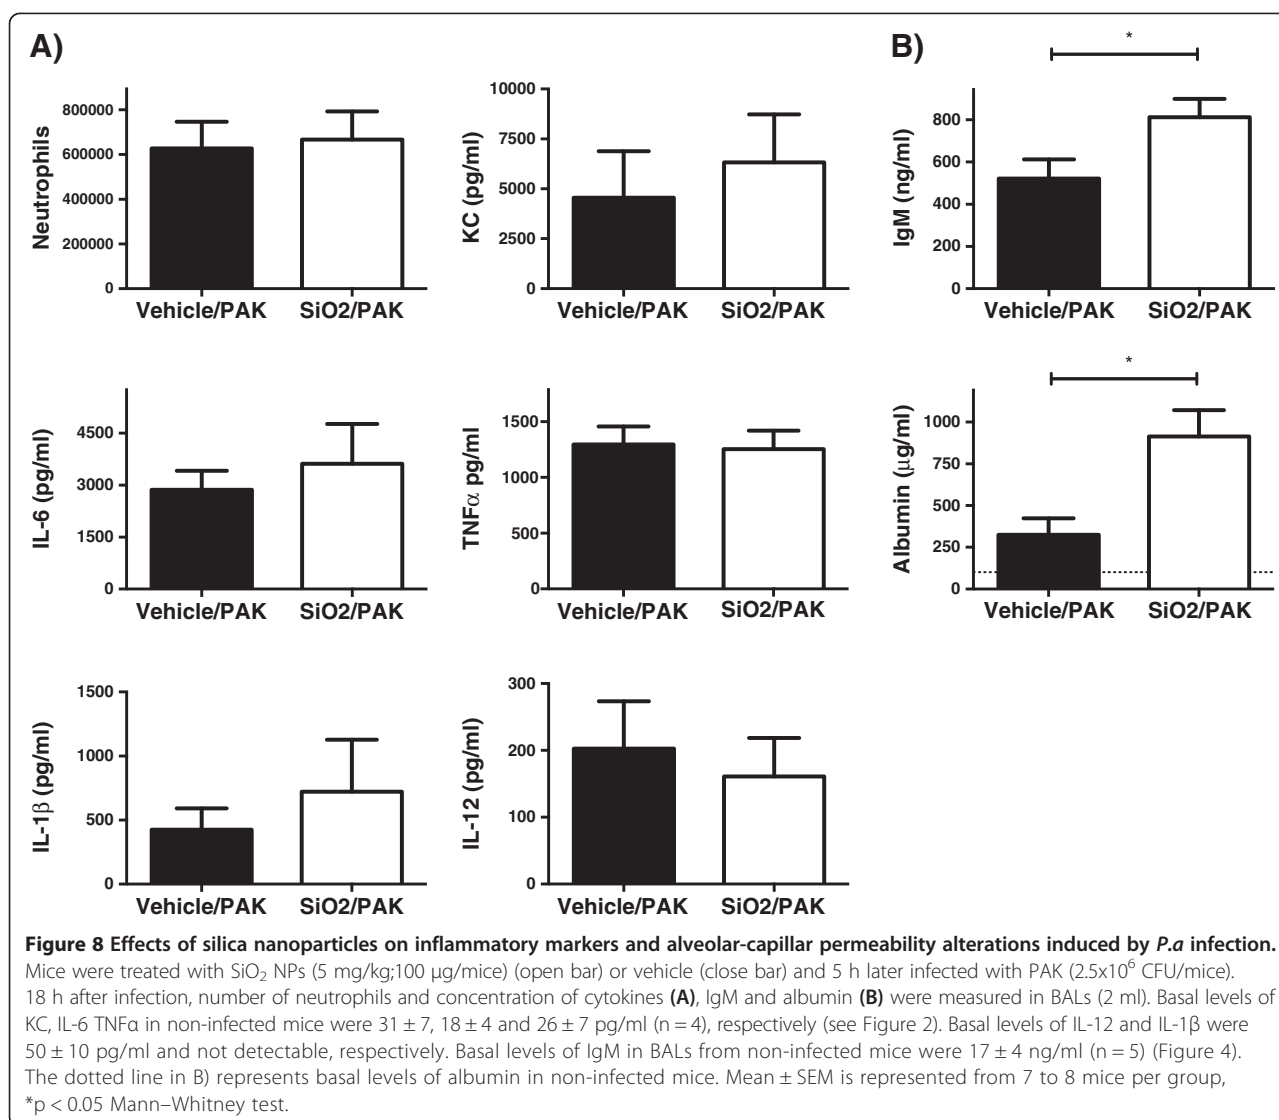 A)
B)
*
Neutrophils
800000
600000
400000
200000
0
Vehicle/PAK
SiO2/PAK
KC (pg/ml)
10000
7500
5000
2500
0
Vehicle/PAK
SiO2/PAK
IgM (ng/ml)
800
600
400
200
0
Vehicle/PAK
SiO2/PAK
IL-6 (pg/ml)
4500
3000
1500
0
Vehicle/PAK
SiO2/PAK
TNFα pg/ml
1500
1000
500
0
Vehicle/PAK
SiO2/PAK
*
Albumin (μg/ml)
1000
750
500
250
0
Vehicle/PAK
SiO2/PAK
IL-1β (pg/ml)
1500
1000
500
0
Vehicle/PAK
SiO2/PAK
IL-12 (pg/ml)
300
200
100
0
Vehicle/PAK
SiO2/PAK
Figure 8 Effects of silica nanoparticles on inflammatory markers and alveolar-capillar permeability alterations induced by P.a infection.
Mice were treated with SiO₂ NPs (5 mg/kg;100 μg/mice) (open bar) or vehicle (close bar) and 5 h later infected with PAK (2.5x10⁶ CFU/mice).
18 h after infection, number of neutrophils and concentration of cytokines (A), IgM and albumin (B) were measured in BALs (2 ml). Basal levels of
KC, IL-6 TNFα in non-infected mice were 31 ± 7, 18 ± 4 and 26 ± 7 pg/ml (n = 4), respectively (see Figure 2). Basal levels of IL-12 and IL-1β were
50 ± 10 pg/ml and not detectable, respectively. Basal levels of IgM in BALs from non-infected mice were 17 ± 4 ng/ml (n = 5) (Figure 4).
The dotted line in B) represents basal levels of albumin in non-infected mice. Mean ± SEM is represented from 7 to 8 mice per group,
*p < 0.05 Mann–Whitney test.